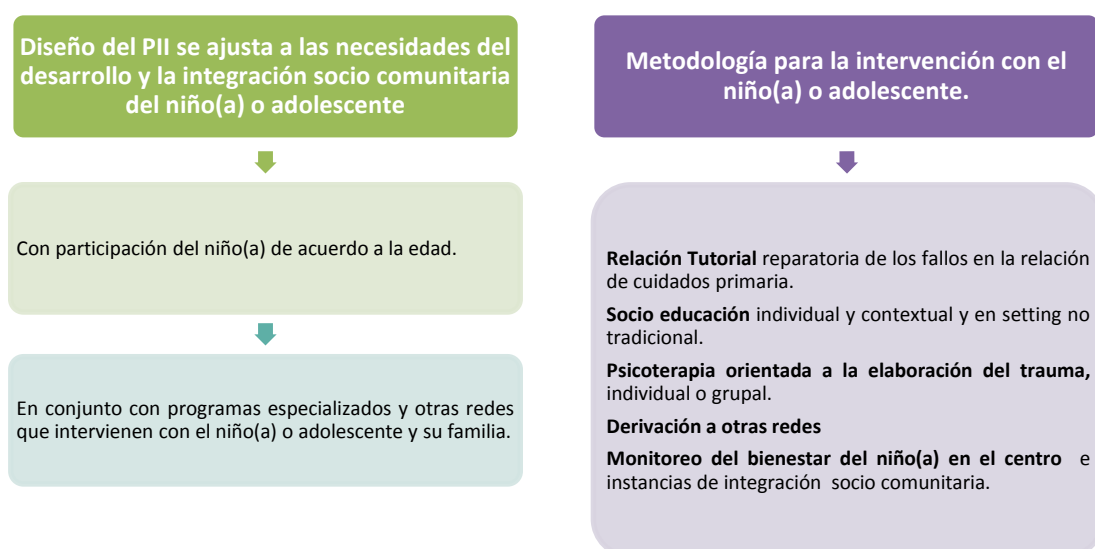 Diseño del PII se ajusta a las necesidades del
desarrollo y la integración socio comunitaria
del niño(a) o adolescente
Con participación del niño(a) de acuerdo a la edad.
En conjunto con programas especializados y otras redes
que intervienen con el niño(a) o adolescente y su familia.
Metodología para la intervención con el
niño(a) o adolescente.
Relación Tutorial reparatoria de los fallos en la relación
de cuidados primaria.
Socio educación individual y contextual y en setting no
tradicional.
Psicoterapia orientada a la elaboración del trauma,
individual o grupal.
Derivación a otras redes
Monitoreo del bienestar del niño(a) en el centro e
instancias de integración socio comunitaria.